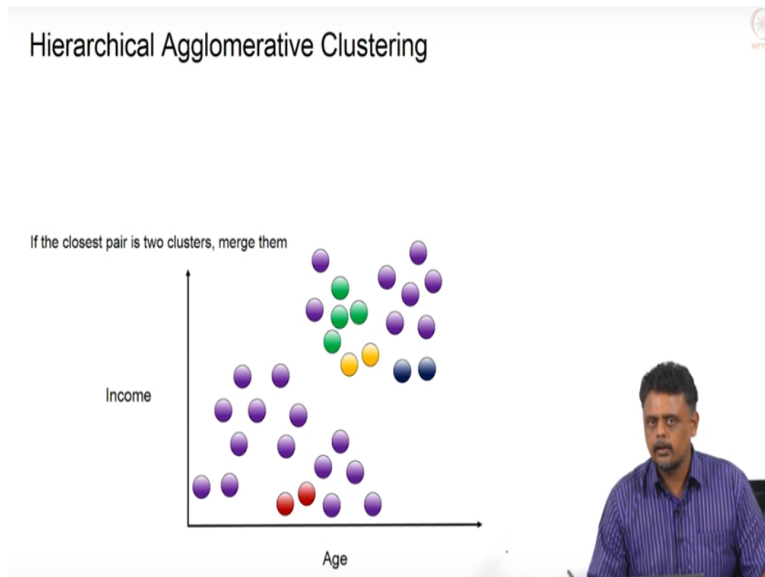 Hierarchical Agglomerative Clustering
If the closest pair is two clusters, merge them
Income
Age